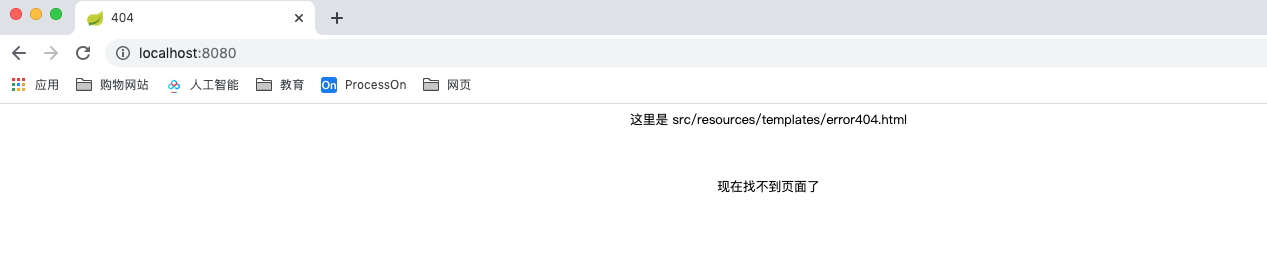 404
localhost:8080
应用 购物网站 人工智能 教育 On ProcessOn 网页
这里是 src/resources/templates/error404.html
现在找不到页面了